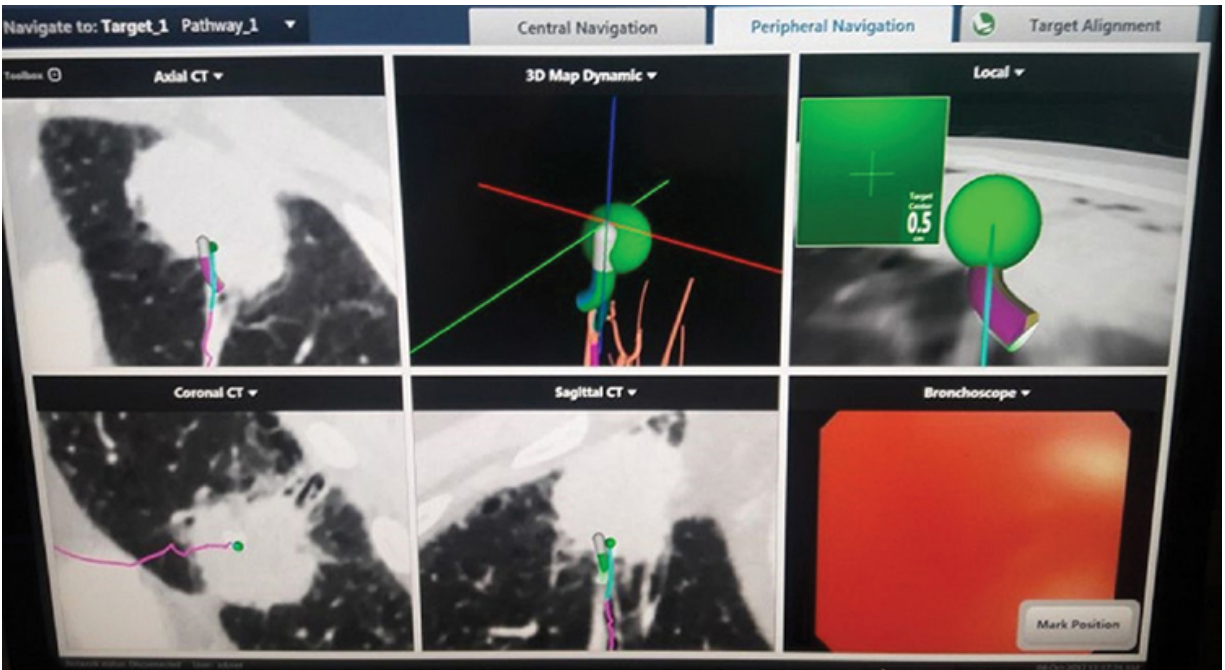 Navigate to: Target_1 Pathway_1
Central Navigation
Peripheral Navigation
Target Alignment
Toolbox
Axial CT
3D Map Dynamic
Local
Target
Center
0.5
cm
Coronal CT
Sagittal CT
Bronchoscope
Mark Position